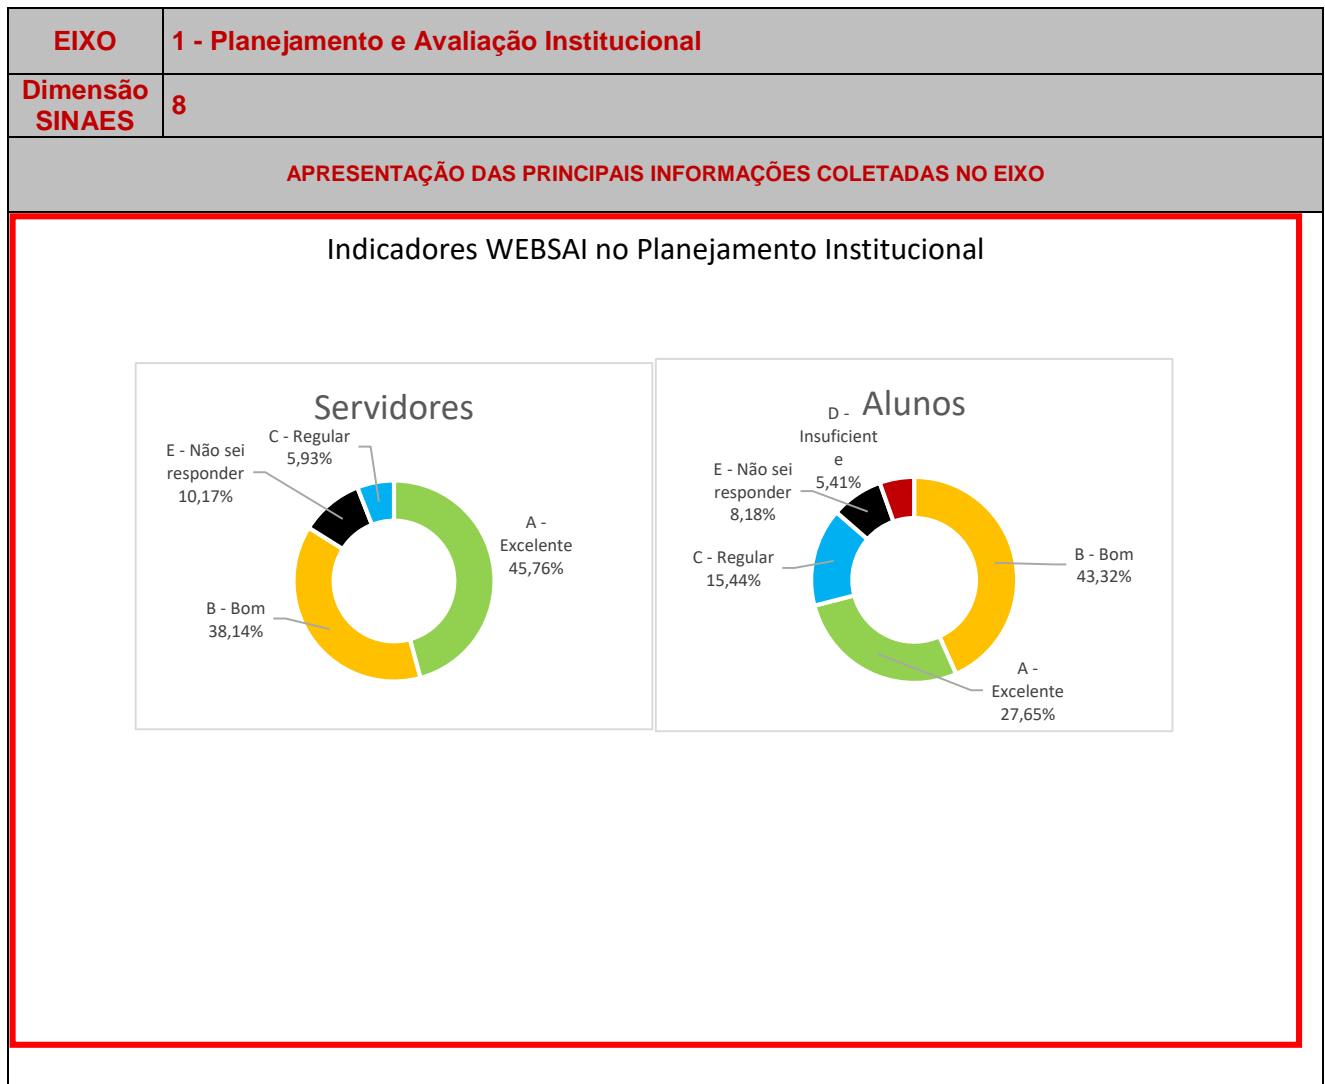 EIXO
1 - Planejamento e Avaliação Institucional
Dimensão
SINAES
8
APRESENTAÇÃO DAS PRINCIPAIS INFORMAÇÕES COLETADAS NO EIXO
Indicadores WEBSAI no Planejamento Institucional
Servidores
C - Regular
5,93%
E - Não sei
responder
10,17%
A -
Excelente
45,76%
B - Bom
38,14%
Alunos
D -
Insuficient
e
5,41%
E - Não sei
responder
8,18%
C - Regular
15,44%
B - Bom
43,32%
A -
Excelente
27,65%